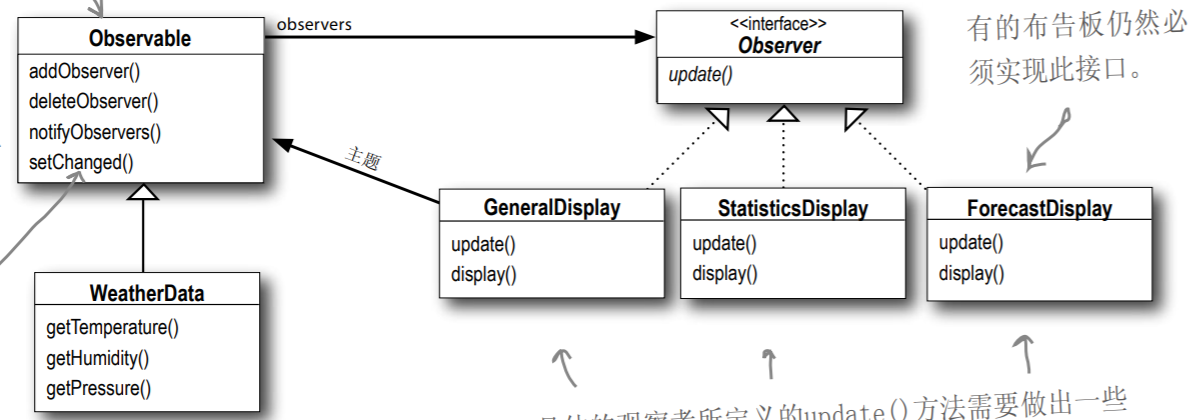 Observable
addObserver()
deleteObserver()
notifyObservers()
setChanged()
observers
<<interface>>
Observer
update()
有的布告板仍然必
须实现此接口。
主题
GeneralDisplay
update()
display()
StatisticsDisplay
update()
display()
ForecastDisplay
update()
display()
WeatherData
getTemperature()
getHumidity()
getPressure()
具体的观察者所定义的update()方法需要做出一些